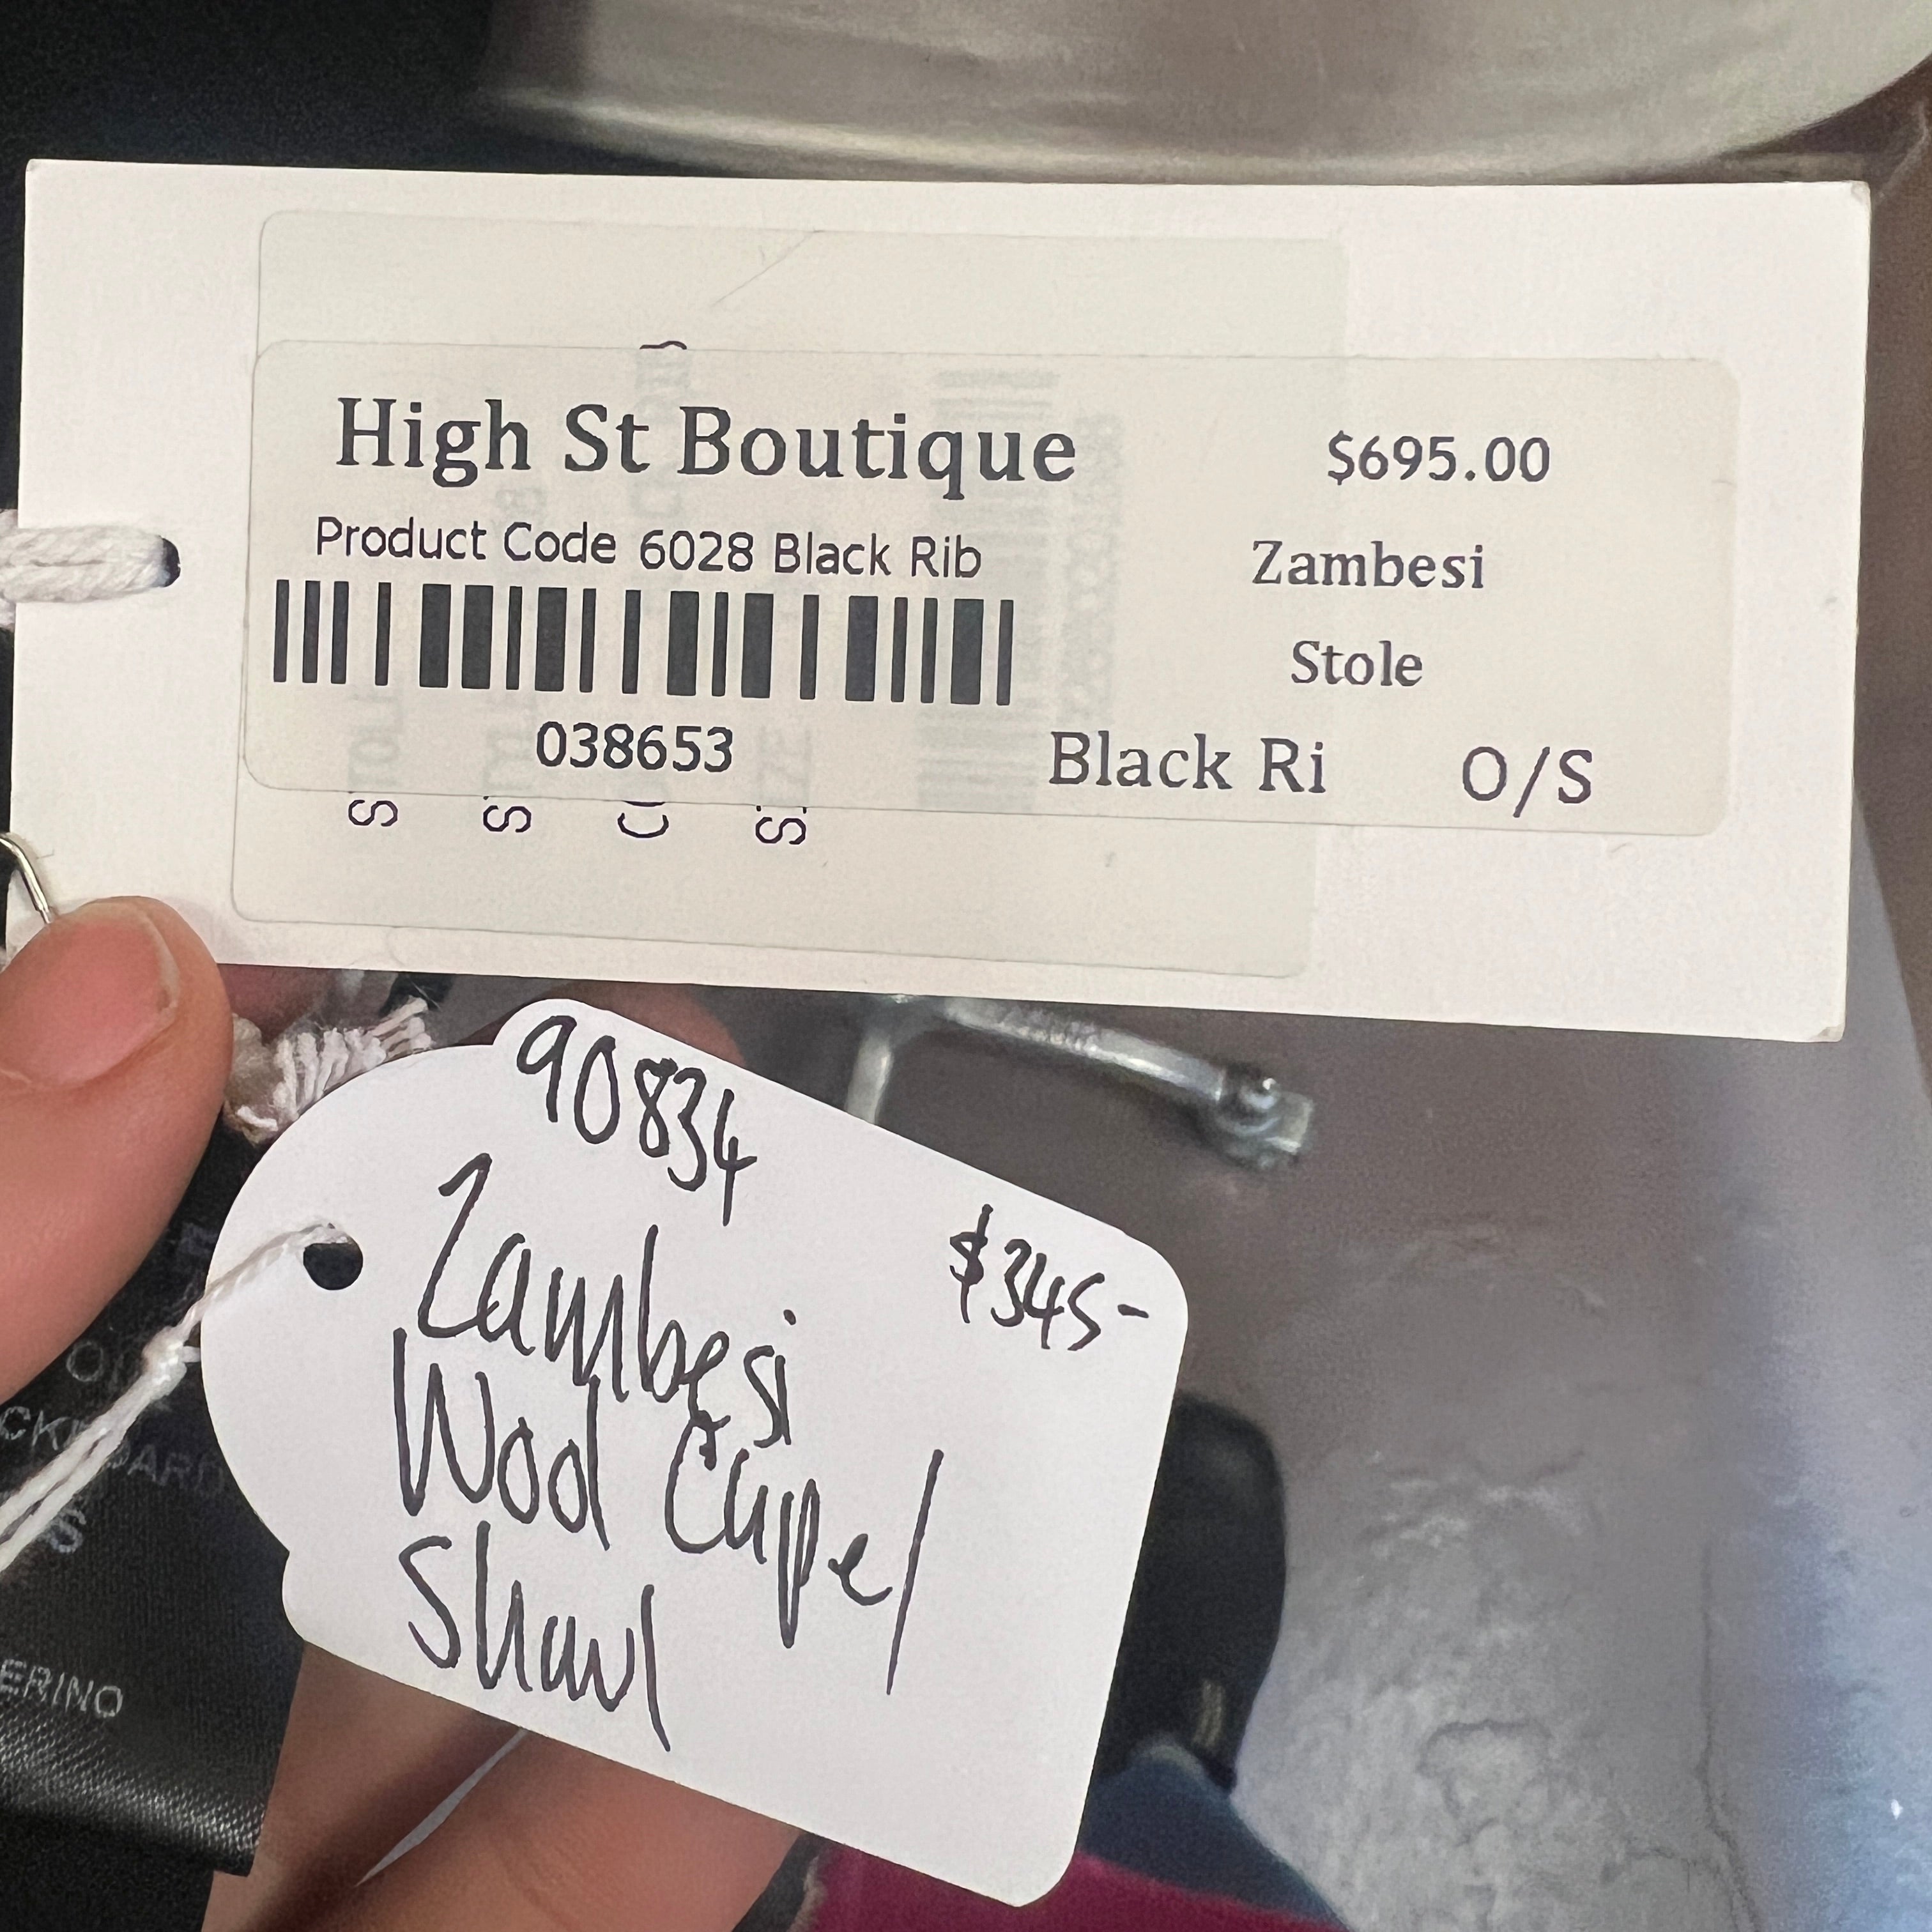 High St Boutique
$695.00
Product Code 6028 Black Rib
Zambesi
Stole
038653
Black Ri
O/S
90834
$345-
Zambesi
Wool Cape/
Shawl
ERINO